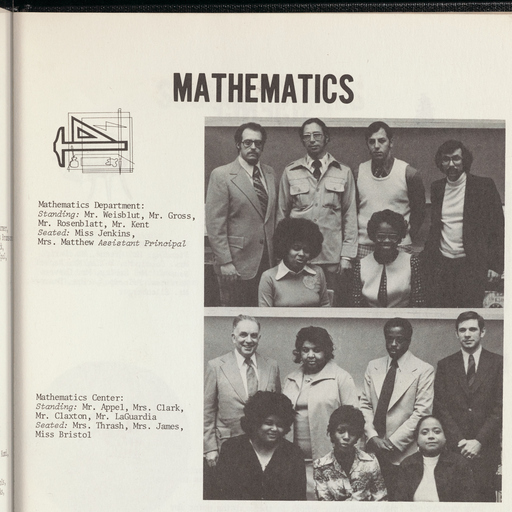 MATHEMATICS
Mathematics Department:
Standing: Mr. Weisblut, Mr. Gross,
Mr. Rosenblatt, Mr. Kent
Seated: Miss Jenkins,
Mrs. Matthew Assistant Principal
Mathematics Center:
Standing: Mr. Appel, Mrs. Clark,
Mr. Claxton, Mr. LaGuardia
Seated: Mrs. Thrash, Mrs. James,
Miss Bristol